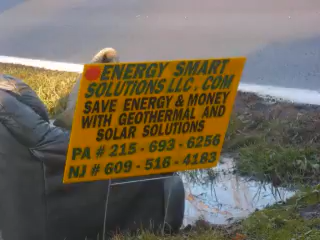 ENERGY SMART
SOLUTIONS LLC. COM
SAVE ENERGY & MONEY
WITH GEOTHERMAL AND
SOLAR SOLUTIONS
PA # 215 - 693 - 6256
NJ # 609 - 516 - 4183